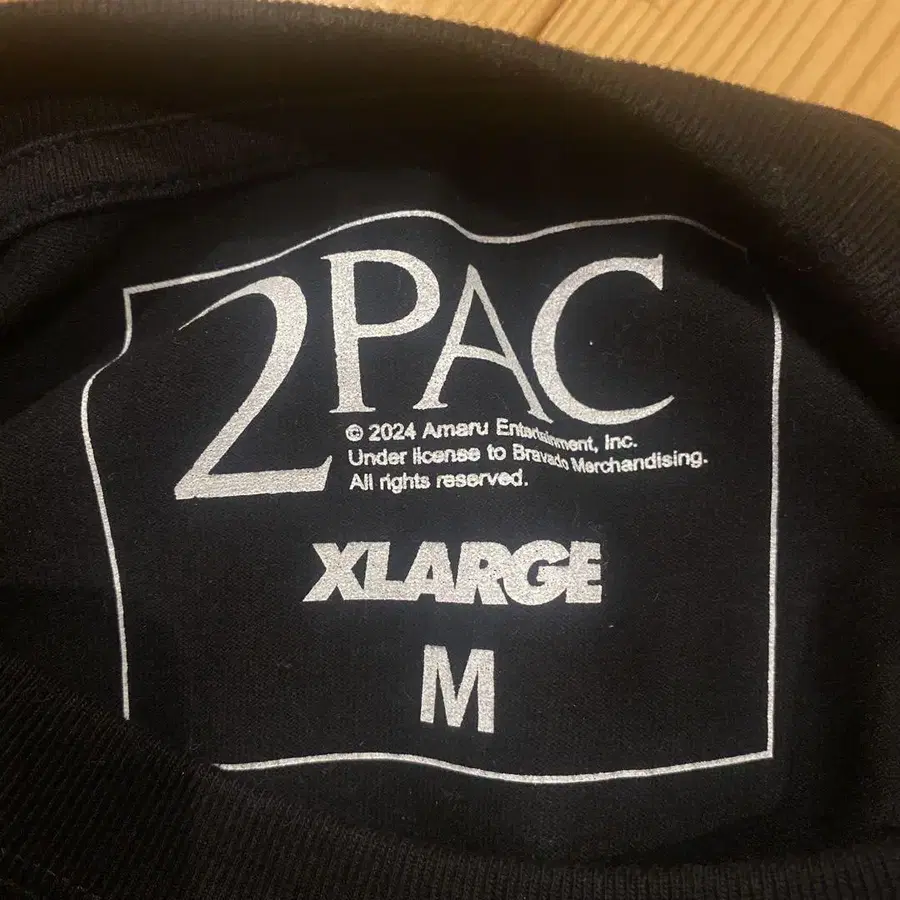 2PAC
© 2024 Amaru Entertainment, Inc.
Under license to Bravado Merchandising.
All rights reserved.
XLARGE
M